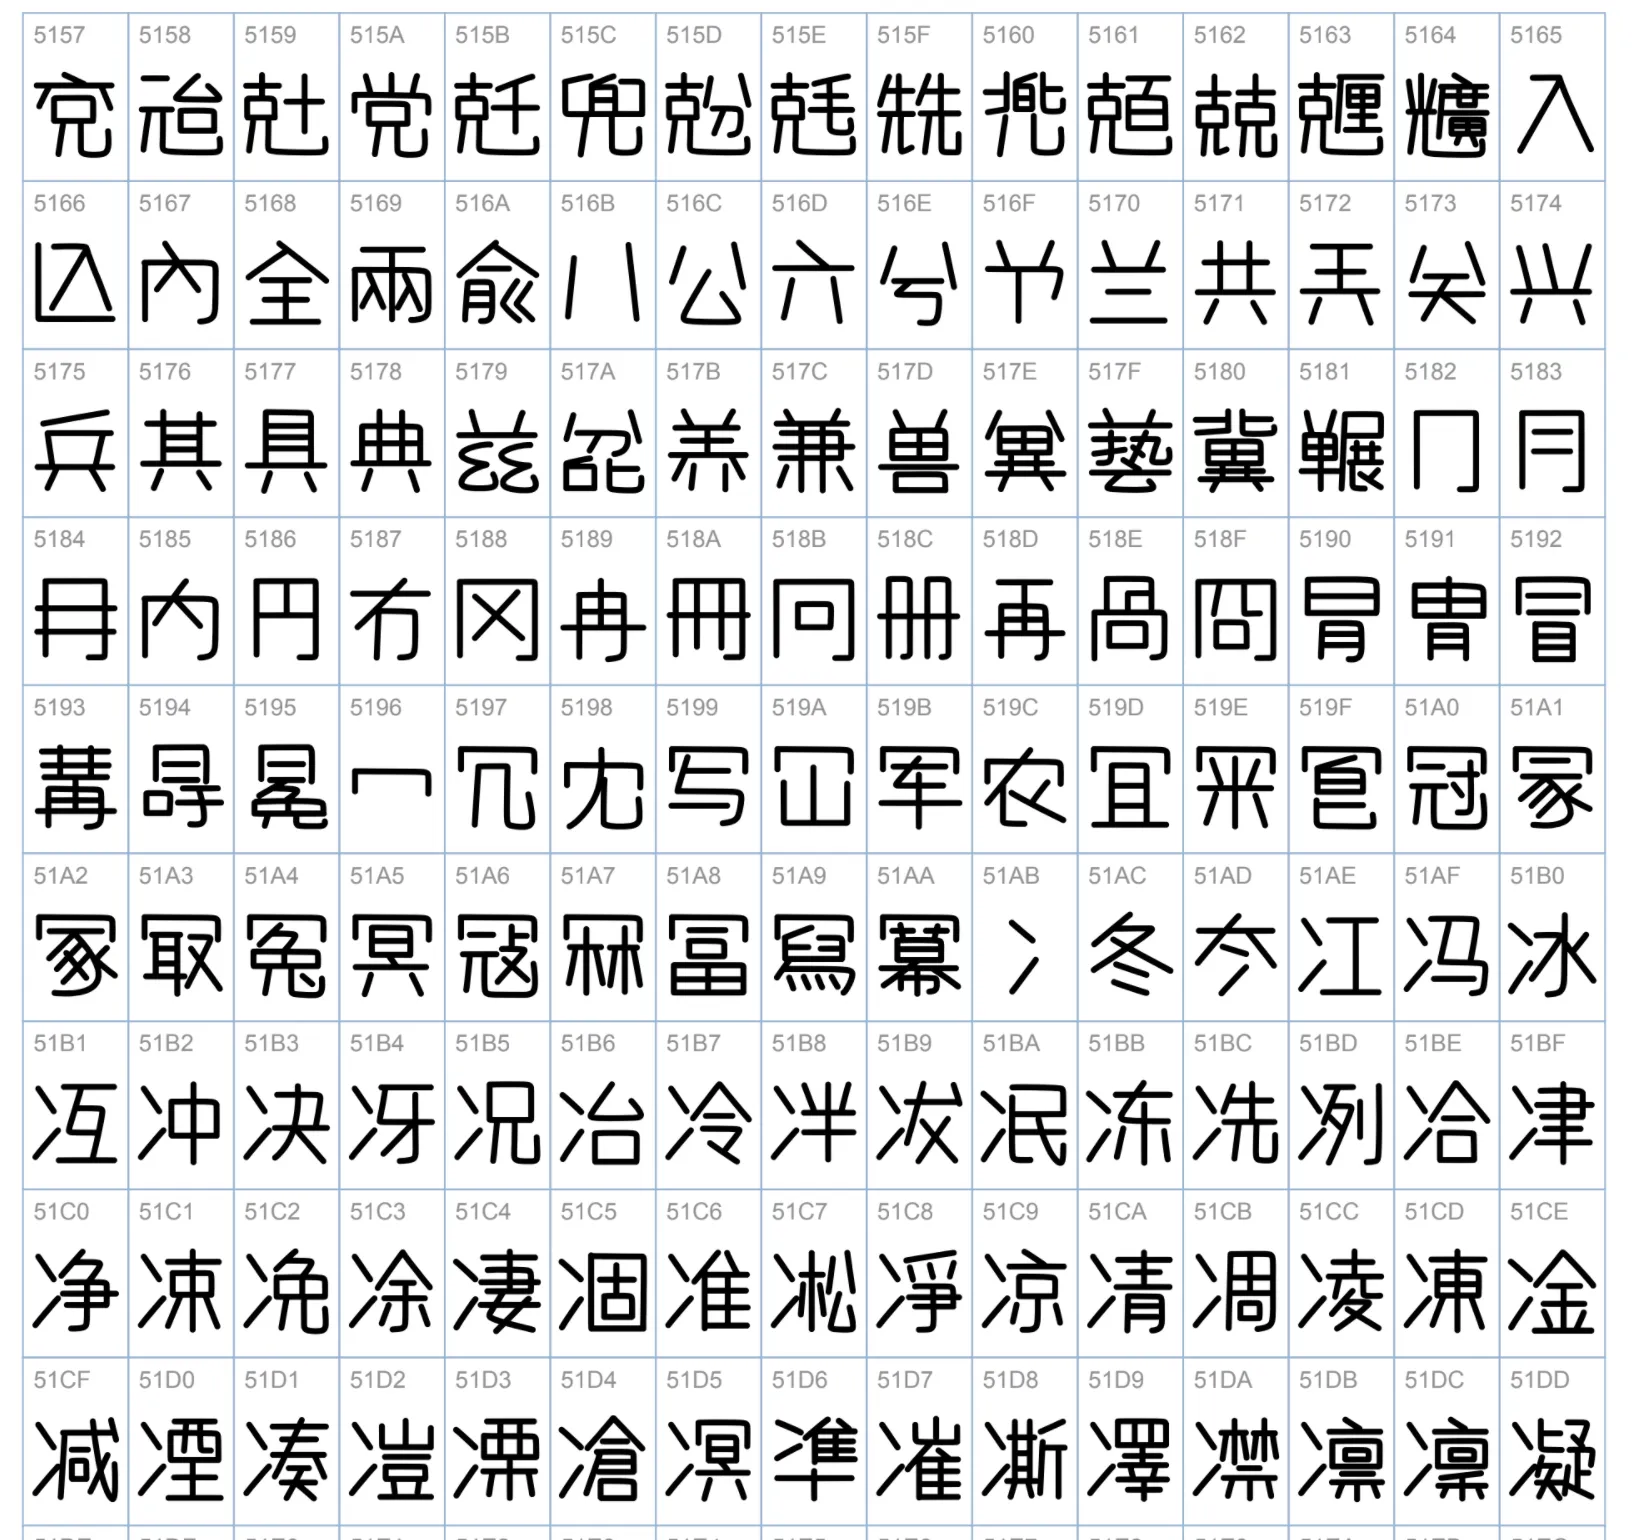 5157 5158 5159 515A 515B 515C 515D 515E 515F 5160 5161 5162 5163 5164 5165
兗 兘 兙 党 兛 兜 兝 兞 兟 兠 兡 兢 兣 兤 入
5166 5167 5168 5169 516A 516B 516C 516D 516E 516F 5170 5171 5172 5173 5174
兦 內 全 兩 兪 八 公 六 兮 兯 兰 共 兲 关 兴
5175 5176 5177 5178 5179 517A 517B 517C 517D 517E 517F 5180 5181 5182 5183
兵 其 具 典 兹 兺 养 兼 兽 兾 兿 冀 冁 冂 冃
5184 5185 5186 5187 5188 5189 518A 518B 518C 518D 518E 518F 5190 5191 5192
冄 内 円 冇 冈 冉 冊 冋 册 再 冎 冏 冐 冑 冒
5193 5194 5195 5196 5197 5198 5199 519A 519B 519C 519D 519E 519F 51A0 51A1
冓 冔 冕 冖 冗 冘 写 冚 军 农 冝 冞 冟 冠 冡
51A2 51A3 51A4 51A5 51A6 51A7 51A8 51A9 51AA 51AB 51AC 51AD 51AE 51AF 51B0
冢 冣 冤 冥 冦 冧 冨 冩 冪 冫 冬 冭 冮 冯 冰
51B1 51B2 51B3 51B4 51B5 51B6 51B7 51B8 51B9 51BA 51BB 51BC 51BD 51BE 51BF
冱 冲 决 冴 况 冶 冷 冸 冹 冺 冻 冼 冽 冾 冿
51C0 51C1 51C2 51C3 51C4 51C5 51C6 51C7 51C8 51C9 51CA 51CB 51CC 51CD 51CE
净 凁 凂 凃 凄 凅 准 凇 凈 凉 凊 凋 凌 凍 凎
51CF 51D0 51D1 51D2 51D3 51D4 51D5 51D6 51D7 51D8 51D9 51DA 51DB 51DC 51DD
减 凐 凑 凒 凓 凔 凕 凖 凗 凘 凙 凚 凛 凜 凝